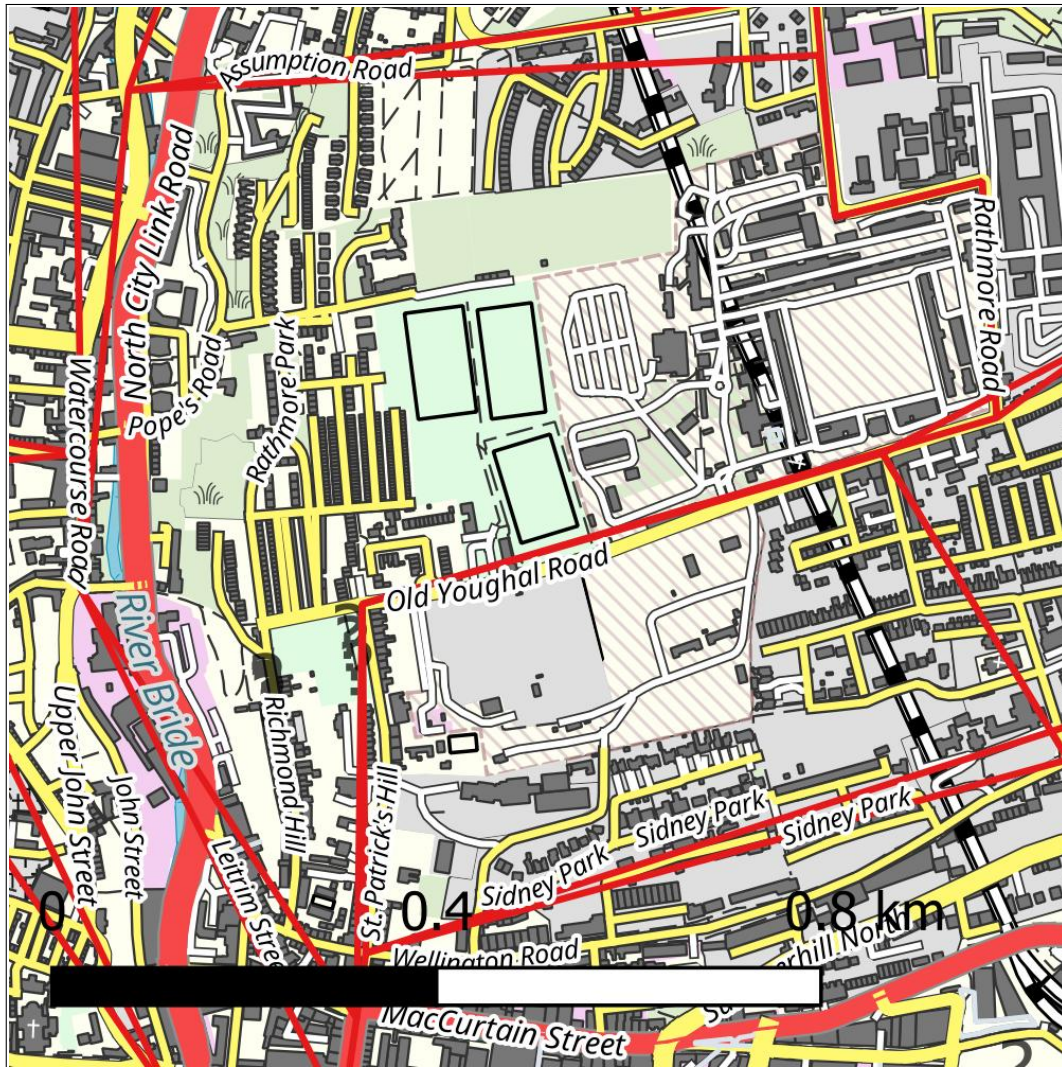 Assumption Road
North City Link Road
Rathmore Road
Pope's Road
Rathmore Park
Watercourse Road
Old Youghal Road
River Bride
Upper John Street
John Street
Richmond Hill
St. Patrick's Hill
Leitrim Street
Sidney Park
Sidney Park
Sidney Park
0 0.4 0.8 km
Wellington Road
MacCurtain Street